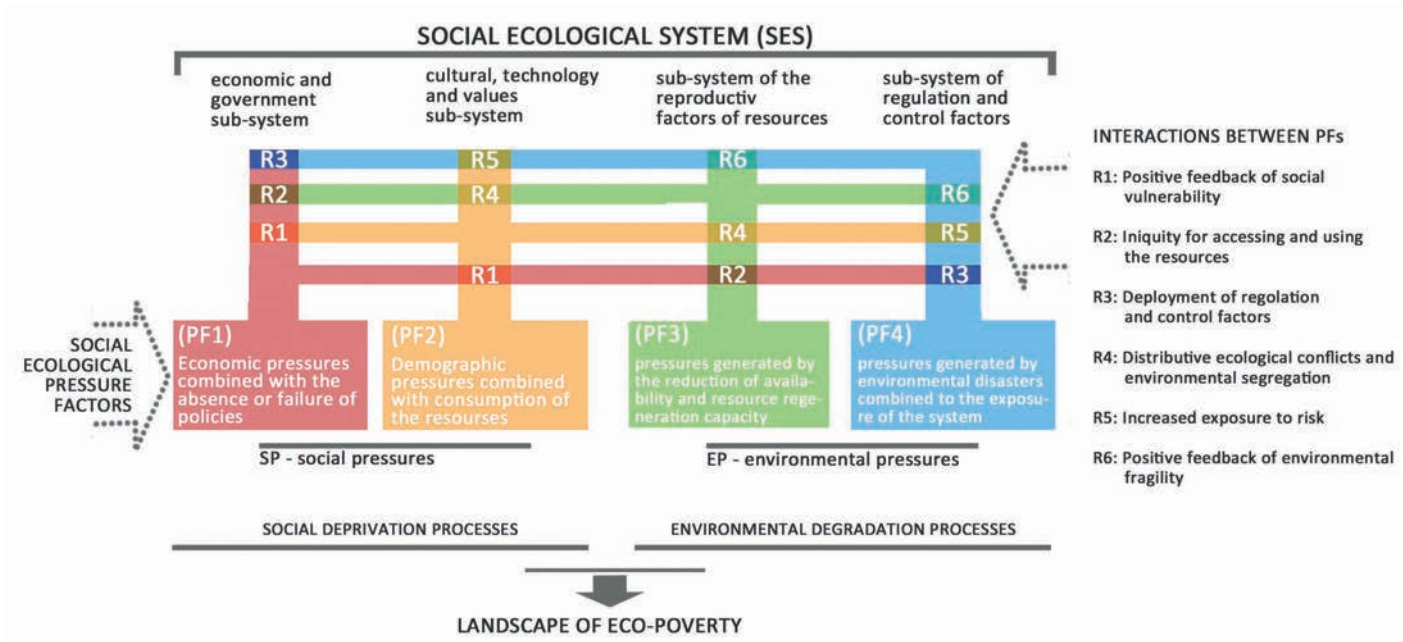 SOCIAL ECOLOGICAL SYSTEM (SES)
economic and
government
sub-system
cultural, technology
and values
sub-system
sub-system of the
reproductiv
factors of resources
sub-system of
regulation and
control factors
R3
R5
R6
R2
R4
R6
R1
R4
R5
R1
R2
R3
SOCIAL
ECOLOGICAL
PRESSURE
FACTORS
(PF1)
Economic pressures
combined with the
absence or failure of
policies
(PF2)
Demographic
pressures combined
with consumption of
the resourses
(PF3)
pressures generated by
the reduction of availa-
bility and resource rege-
neration capacity
(PF4)
pressures generated by
environmental disasters
combined to the exposu-
re of the system
SP - social pressures
EP - environmental pressures
SOCIAL DEPRIVATION PROCESSES
ENVIRONMENTAL DEGRADATION PROCESSES
LANDSCAPE OF ECO-POVERTY
INTERACTIONS BETWEEN PFs
R1: Positive feedback of social
vulnerability
R2: Iniquity for accessing and using
the resources
R3: Deployment of regolation
and control factors
R4: Distributive ecological conflicts and
environmental segregation
R5: Increased exposure to risk
R6: Positive feedback of environmental
fragility